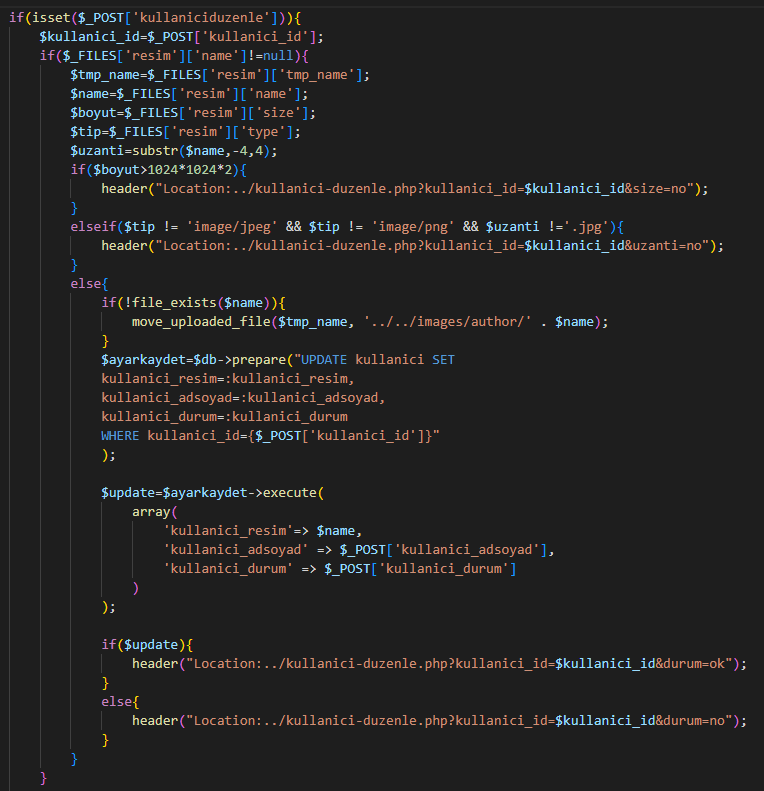 if(isset($_POST['kullaniciduzenle'])){
$kullanici_id=$_POST['kullanici_id'];
if($_FILES['resim']['name']!=null){
$tmp_name=$_FILES['resim']['tmp_name'];
$name=$_FILES['resim']['name'];
$boyut=$_FILES['resim']['size'];
$tip=$_FILES['resim']['type'];
$uzanti=substr($name,-4,4);
if($boyut>1024*1024*2){
header("Location:../kullanici-duzenle.php?kullanici_id=$kullanici_id&size=no");
}
elseif($tip != 'image/jpeg' && $tip != 'image/png' && $uzanti !='.jpg'){
header("Location:../kullanici-duzenle.php?kullanici_id=$kullanici_id&uzanti=no");
}
else{
if(!file_exists($name)){
move_uploaded_file($tmp_name, '../../images/author/' . $name);
}
$ayarkaydet=$db->prepare("UPDATE kullanici SET
kullanici_resim=:kullanici_resim,
kullanici_adsoyad=:kullanici_adsoyad,
kullanici_durum=:kullanici_durum
WHERE kullanici_id={$_POST['kullanici_id']}"
);
$update=$ayarkaydet->execute(
array(
'kullanici_resim'=> $name,
'kullanici_adsoyad' => $_POST['kullanici_adsoyad'],
'kullanici_durum' => $_POST['kullanici_durum']
)
);
if($update){
header("Location:../kullanici-duzenle.php?kullanici_id=$kullanici_id&durum=ok");
}
else{
header("Location:../kullanici-duzenle.php?kullanici_id=$kullanici_id&durum=no");
}
}
}